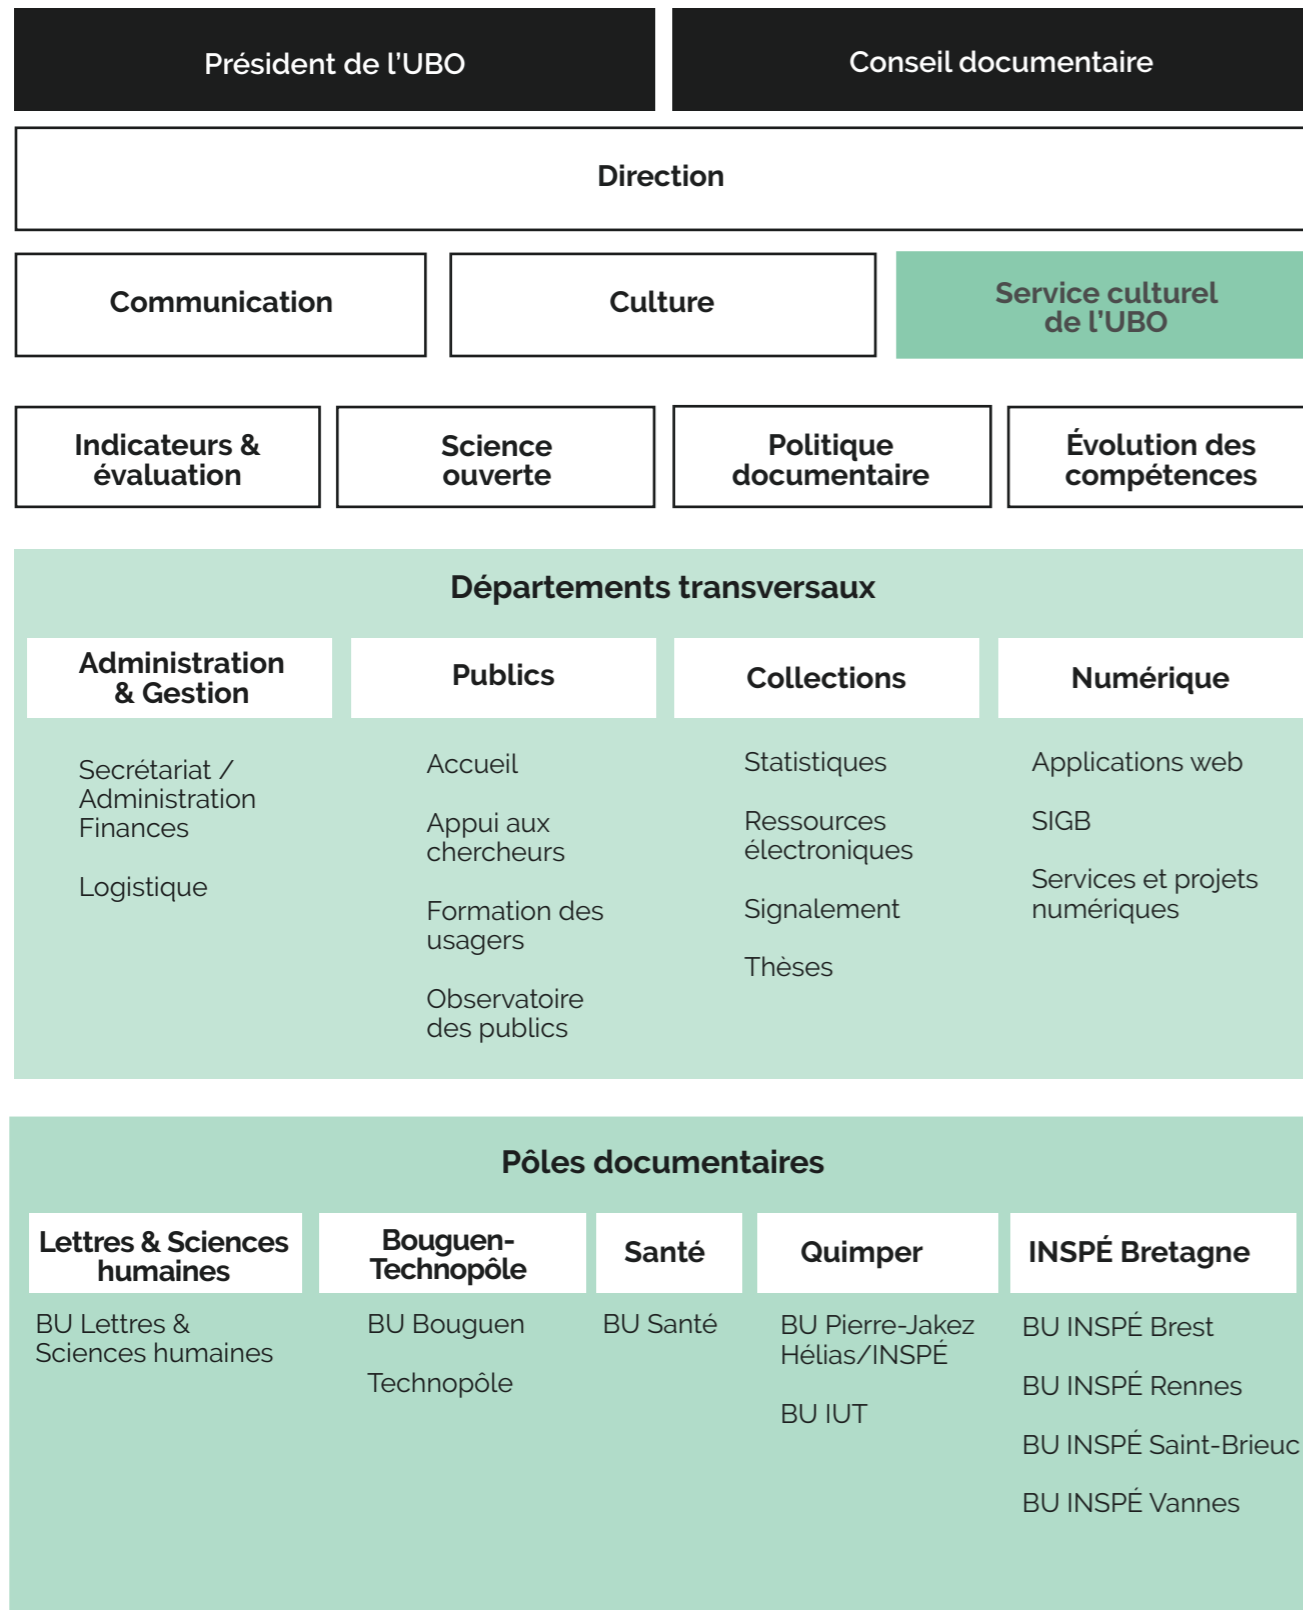 Président de l'UBO
Conseil documentaire
Direction
Communication
Culture
Service culturel
de l'UBO
Indicateurs &
évaluation
Science
ouverte
Politique
documentaire
Évolution des
compétences
Départements transversaux
Administration
& Gestion
Secrétariat /
Administration
Finances
Logistique
Publics
Accueil
Appui aux
chercheurs
Formation des
usagers
Observatoire
des publics
Collections
Statistiques
Ressources
électroniques
Signalement
Thèses
Numérique
Applications web
SIGB
Services et projets
numériques
Pôles documentaires
Lettres & Sciences
humaines
BU Lettres &
Sciences humaines
Bouguen-
Technopôle
BU Bouguen
Technopôle
Santé
BU Santé
Quimper
BU Pierre-Jakez
Hélias/INSPÉ
BU IUT
INSPÉ Bretagne
BU INSPÉ Brest
BU INSPÉ Rennes
BU INSPÉ Saint-Brieuc
BU INSPÉ Vannes